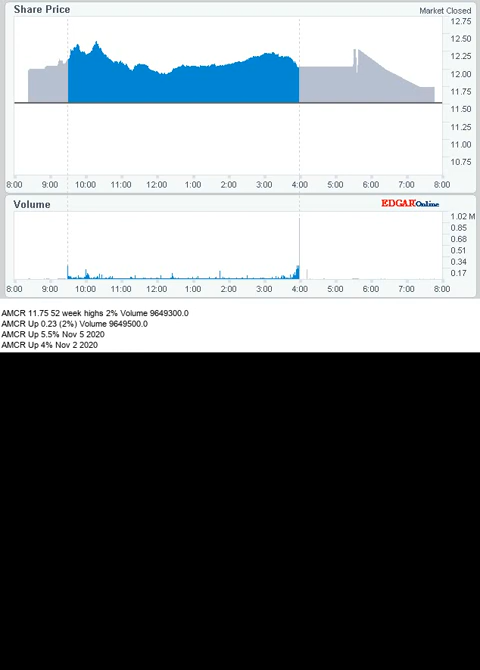 Share Price
Market Closed
12.75
12.50
12.25
12.00
11.75
11.50
11.25
11.00
10.75
8:00 9:00 10:00 11:00 12:00 1:00 2:00 3:00 4:00 5:00 6:00 7:00 8:00
Volume
EDGAR Online
1.02 M
0.85
0.68
0.51
0.34
0.17
8:00 9:00 10:00 11:00 12:00 1:00 2:00 3:00 4:00 5:00 6:00 7:00 8:00
AMCR 11.75 52 week highs 2% Volume 9649300.0
AMCR Up 0.23 (2%) Volume 9649500.0
AMCR Up 5.5% Nov 5 2020
AMCR Up 4% Nov 2 2020